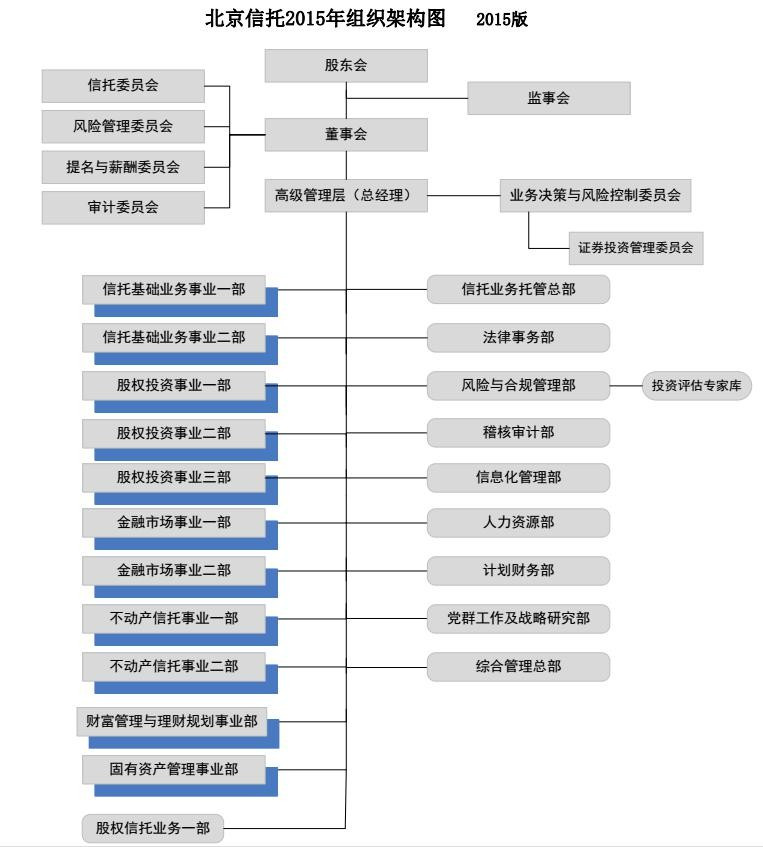 北京信托2015年组织架构图 2015版
股东会
信托委员会
监事会
风险管理委员会
董事会
提名与薪酬委员会
高级管理层（总经理）
业务决策与风险控制委员会
审计委员会
证券投资管理委员会
信托基础业务事业一部
信托业务托管总部
信托基础业务事业二部
法律事务部
股权投资事业一部
风险与合规管理部
投资评估专家库
股权投资事业二部
稽核审计部
股权投资事业三部
信息化管理部
金融市场事业一部
人力资源部
金融市场事业二部
计划财务部
不动产信托事业一部
党群工作及战略研究部
不动产信托事业二部
综合管理总部
财富管理与理财规划事业部
固有资产管理事业部
股权信托业务一部